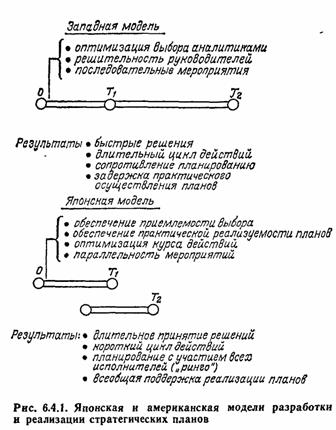 Западная модель
• оптимизация выбора аналитиками
• решительность руководителей
• последовательные мероприятия
0 T1 T2
Результаты • быстрые решения
• длительный цикл действий
• сопротивление планированию
• задержка практического
осуществления планов
Японская модель
• обеспечение приемлемости выбора
• обеспечение практической реализуемости планов
• оптимизация курса действий
• параллельность мероприятий
0 T1
T2
Результаты: • длительное принятие решений
• короткий цикл действий
• планирование с участием всех
исполнителей („ринго")
• всеобщая поддержка реализации планов
Рис. 6.4.1. Японская и американская модели разработки
и реализации стратегических планов